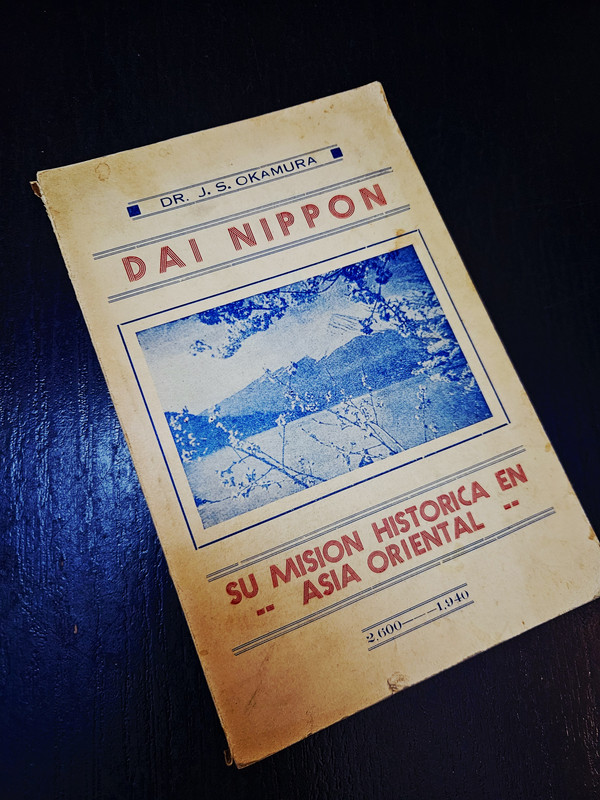 DR. J. S. OKAMURA
DAI NIPPON
SU MISION HISTORICA EN
-- ASIA ORIENTAL --
2.600——1.940